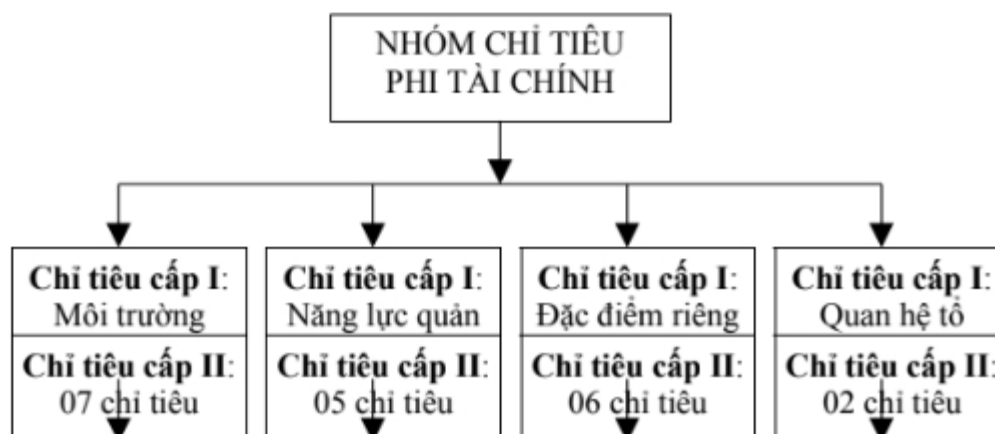 NHÓM CHỈ TIÊU
PHI TÀI CHÍNH
Chỉ tiêu cấp I:
Môi trường
Chỉ tiêu cấp II:
07 chỉ tiêu
Chỉ tiêu cấp I:
Năng lực quản
Chỉ tiêu cấp II:
05 chỉ tiêu
Chỉ tiêu cấp I:
Đặc điểm riêng
Chỉ tiêu cấp II:
06 chỉ tiêu
Chỉ tiêu cấp I:
Quan hệ tổ
Chỉ tiêu cấp II:
02 chỉ tiêu